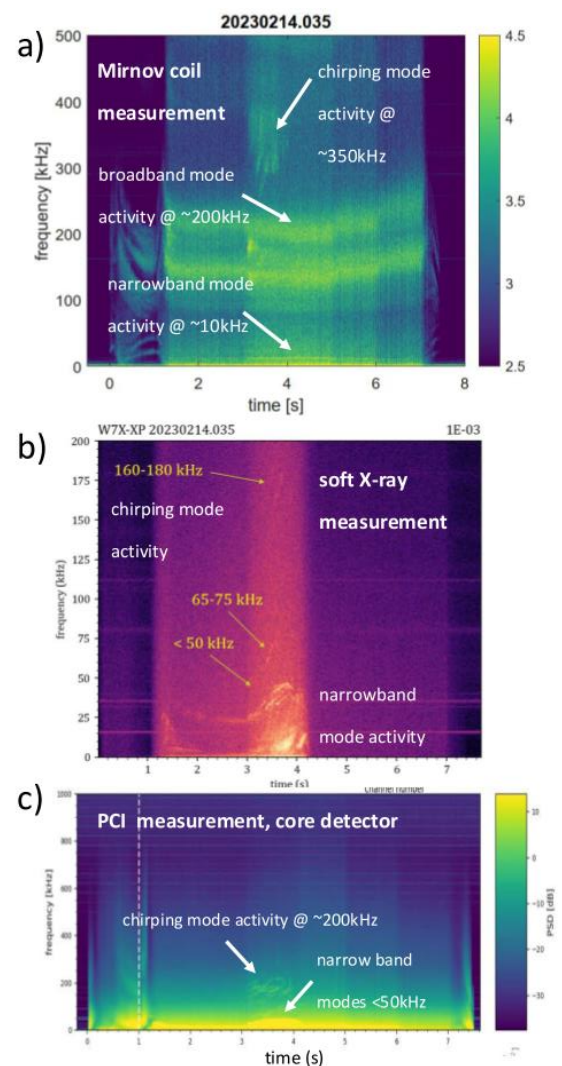 20230214.035
a)
500
400
300
200
100
0
frequency [kHz]
Mirnov coil
measurement
chirping mode
activity @
~350kHz
broadband mode
activity @ ~200kHz
narrowband mode
activity @ ~10kHz
0 2 4 6 8
time [s]
4.5
4
3.5
3
2.5
b)
W7X-XP 20230214.035 1E-03
200
175
150
125
100
75
50
25
0
frequency (kHz)
160-180 kHz
chirping mode
activity
soft X-ray
measurement
65-75 kHz
< 50 kHz
narrowband
mode activity
1 2 3 4 5 6 7
time(s)
channel number
c)
1000
800
600
400
200
0
frequency [kHz]
PCI measurement, core detector
chirping mode activity @ ~200kHz
narrow band
modes <50kHz
0 1 2 3 4 5 6 7
time (s)
10
0
-10
-20
-30
PSD [dB]